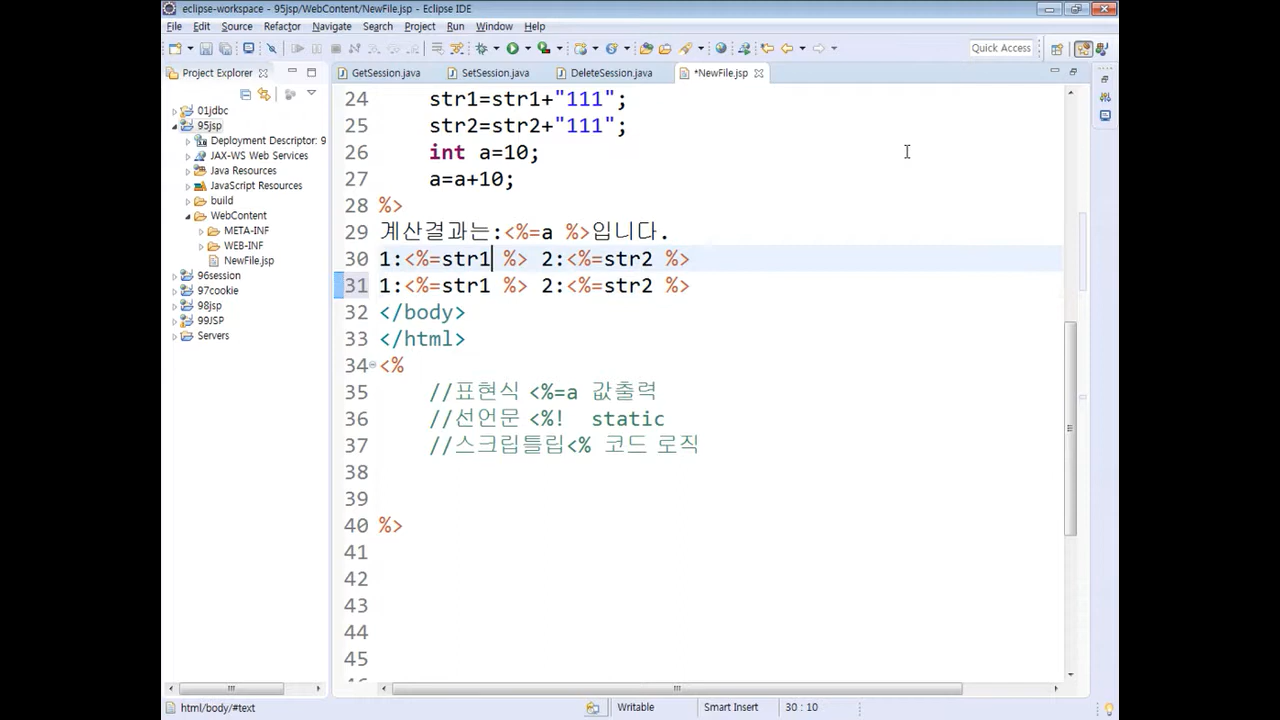 eclipse-workspace - 95jsp/WebContent/NewFile.jsp - Eclipse IDE
File Edit Source Refactor Navigate Search Project Run Window Help
Quick Access
Project Explorer
GetSession.java SetSession.java DeleteSession.java *NewFile.jsp
01jdbc
95jsp
Deployment Descriptor: 9
JAX-WS Web Services
Java Resources
JavaScript Resources
build
WebContent
META-INF
WEB-INF
NewFile.jsp
96session
97cookie
98jsp
99JSP
Servers
24 str1=str1+"111";
25 str2=str2+"111";
26 int a=10;
27 a=a+10;
28 %>
29 계산결과는:<%=a %>입니다.
30 1:<%=str1 %> 2:<%=str2 %>
31 1:<%=str1 %> 2:<%=str2 %>
32 </body>
33 </html>
34 <%
35 //표현식 <%=a 값출력
36 //선언문 <%! static
37 //스크립틀립<% 코드 로직
38
39
40 %>
41
42
43
44
45
html/body/#text Writable Smart Insert 30 : 10